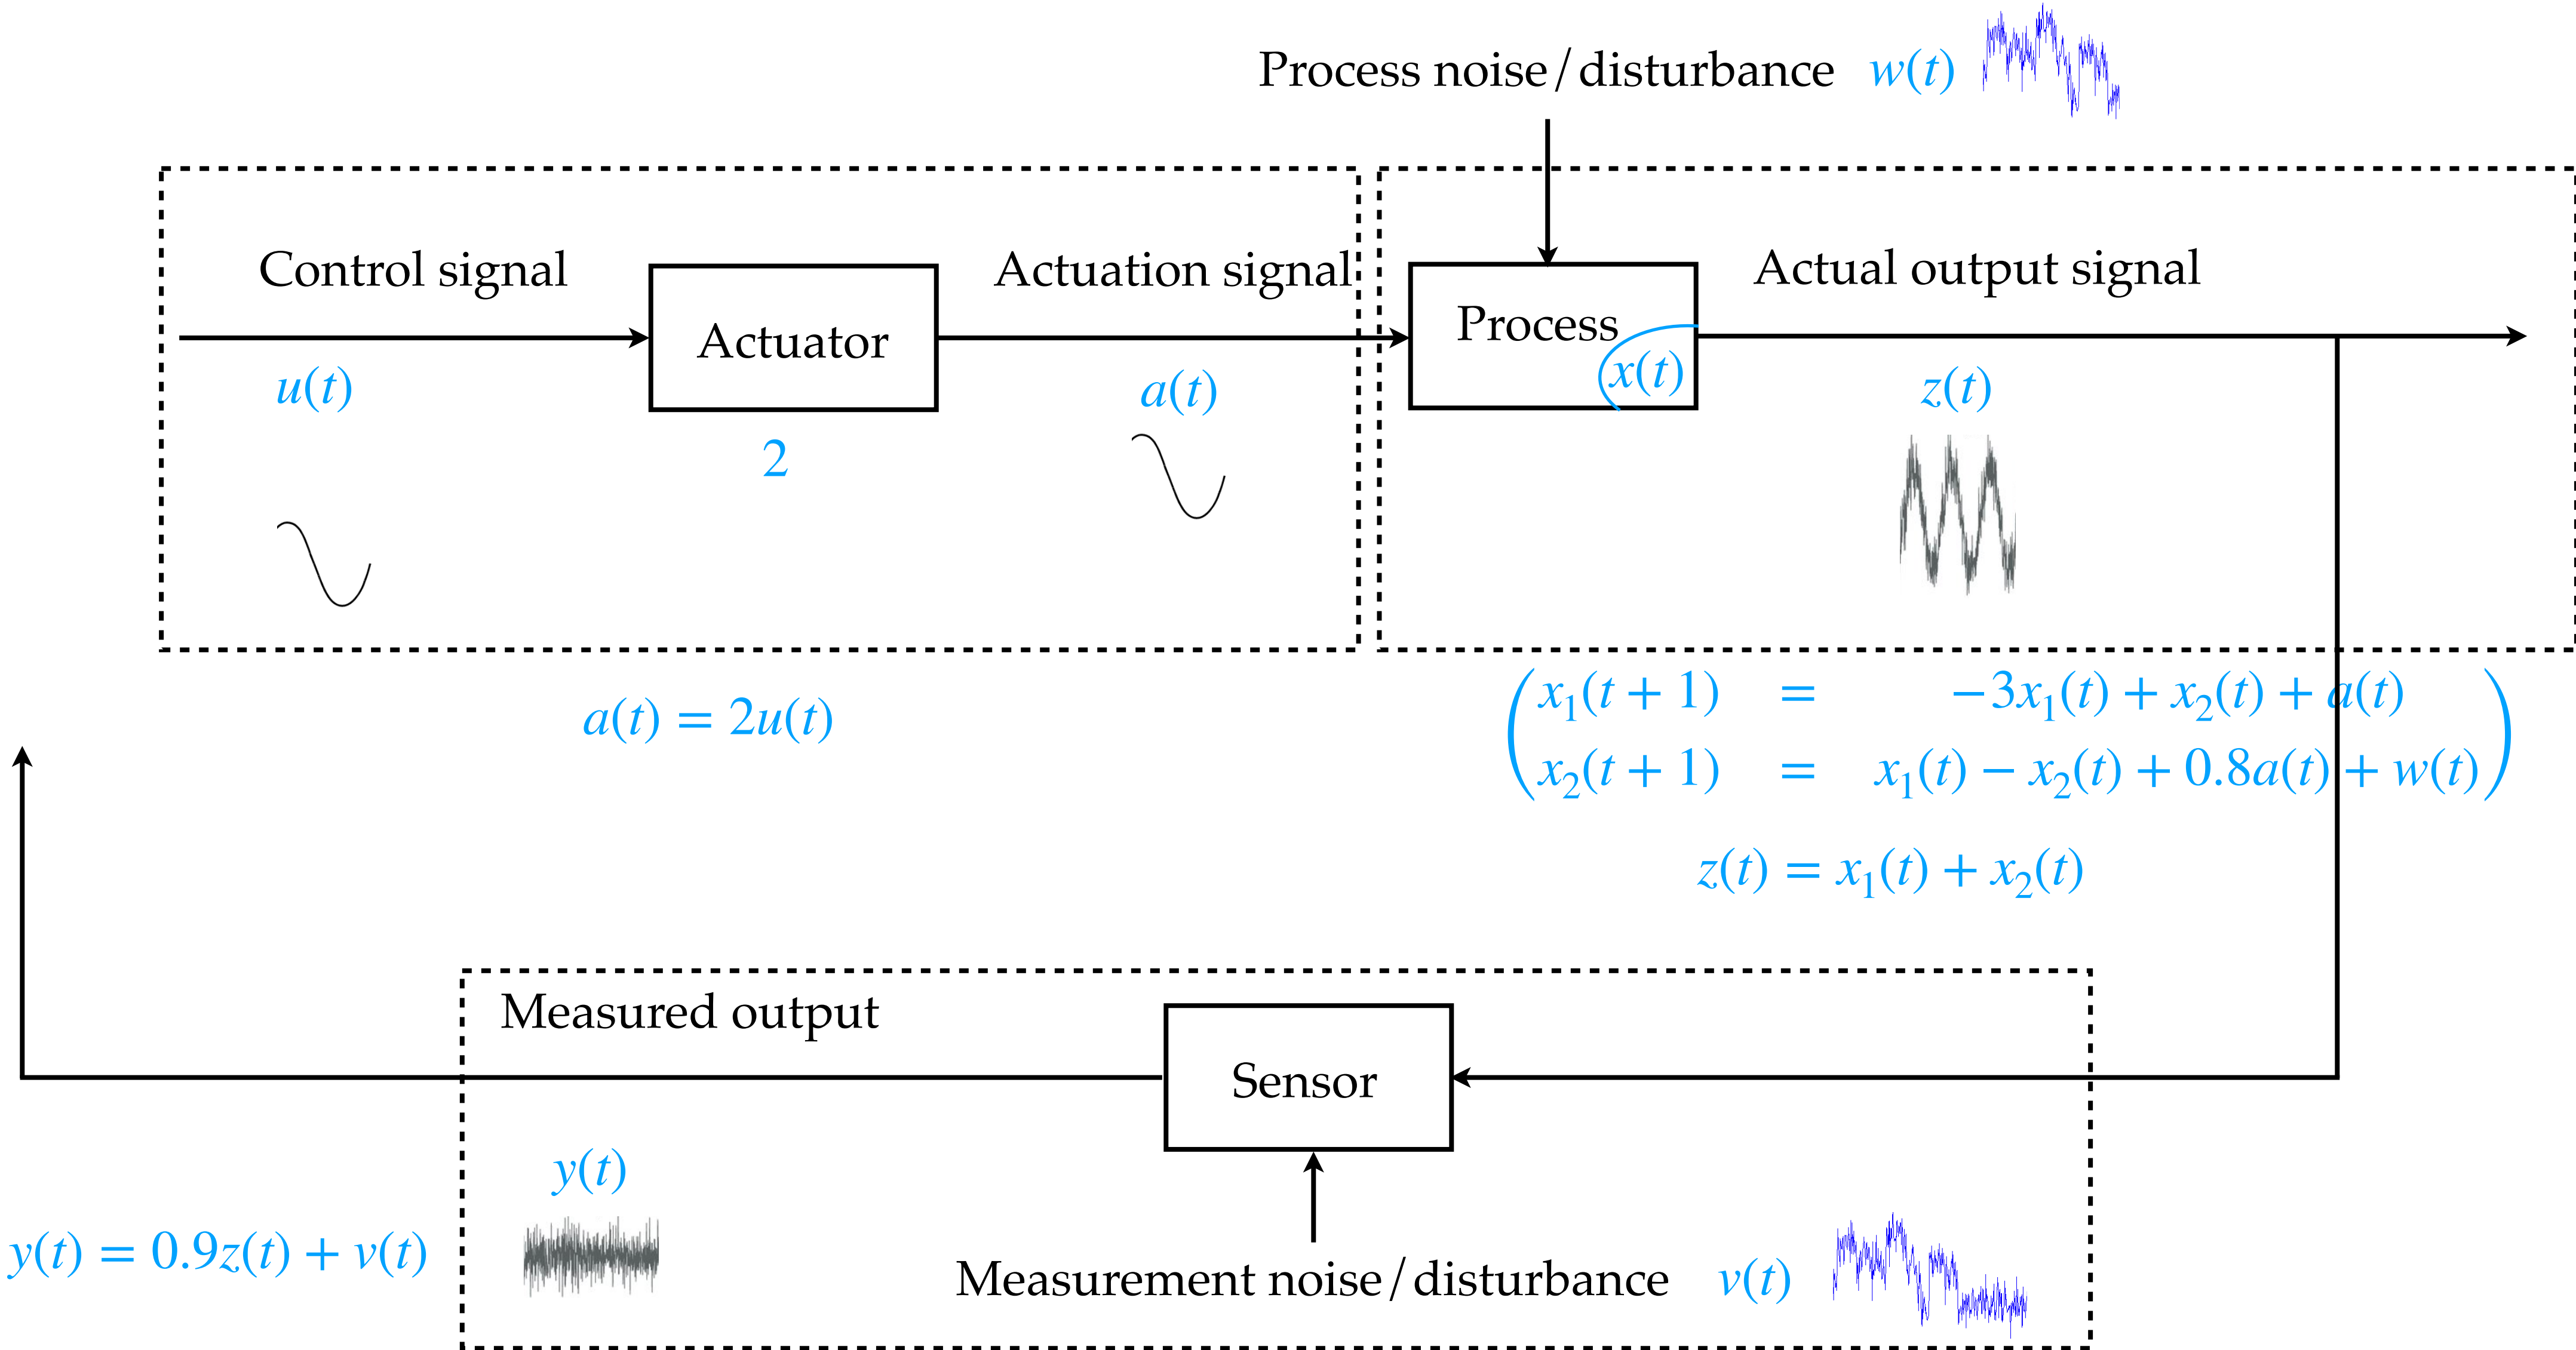 Process noise/disturbance w(t)
Control signal
Actuation signal
Actual output signal
Actuator
Process
u(t)
a(t)
x(t)
z(t)
2
a(t) = 2u(t)
x₁(t + 1) = −3x₁(t) + x₂(t) + a(t)
x₂(t + 1) = x₁(t) − x₂(t) + 0.8a(t) + w(t)
z(t) = x₁(t) + x₂(t)
Measured output
Sensor
y(t)
y(t) = 0.9z(t) + v(t)
Measurement noise/disturbance v(t)